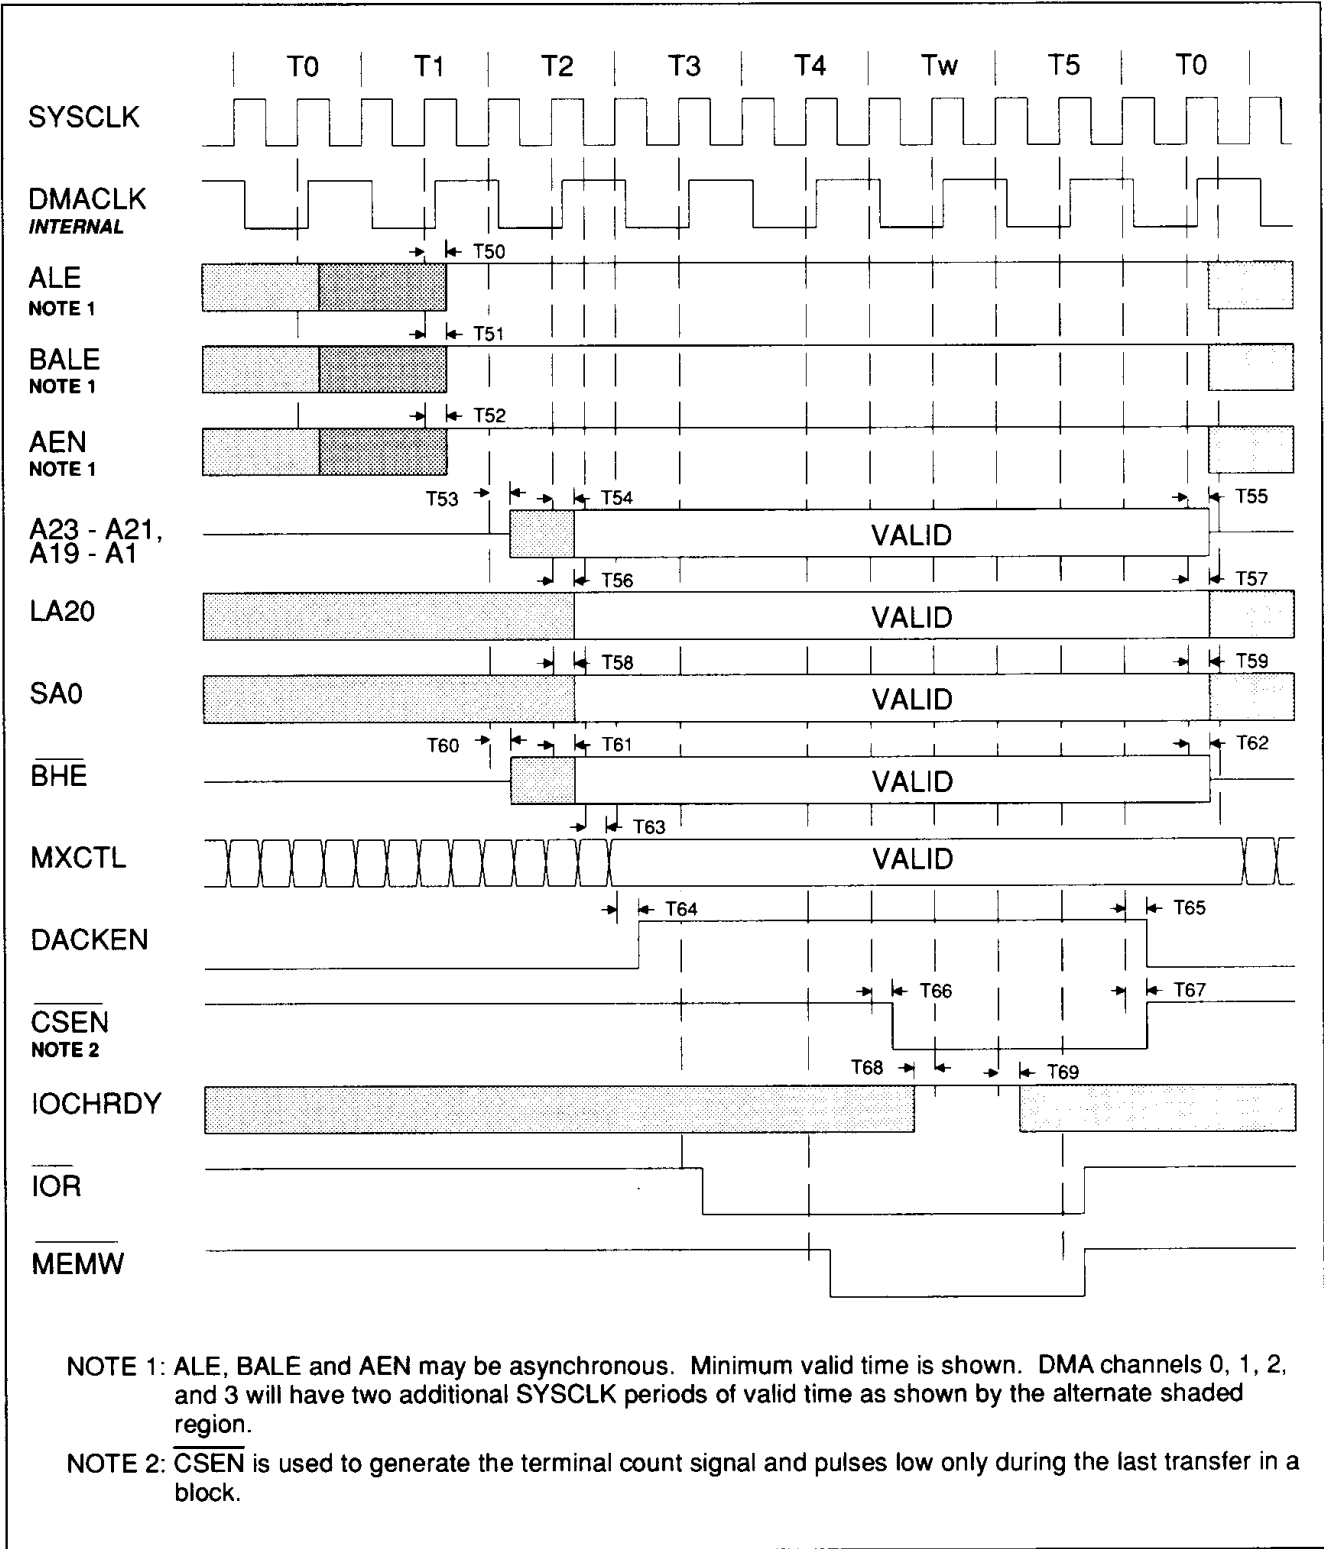 T0 T1 T2 T3 T4 Tw T5 T0
SYSCLK
DMACLK
INTERNAL
T50
ALE
NOTE 1
T51
BALE
NOTE 1
T52
AEN
NOTE 1
T53 T54 T55
A23 - A21,
A19 - A1
VALID
T56 T57
LA20 VALID
T58 T59
SA0 VALID
T60 T61 T62
BHE VALID
T63
MXCTL VALID
T64 T65
DACKEN
T66 T67
CSEN
NOTE 2
T68 T69
IOCHRDY
IOR
MEMW
NOTE 1: ALE, BALE and AEN may be asynchronous. Minimum valid time is shown. DMA channels 0, 1, 2,
and 3 will have two additional SYSCLK periods of valid time as shown by the alternate shaded
region.
NOTE 2: CSEN is used to generate the terminal count signal and pulses low only during the last transfer in a
block.